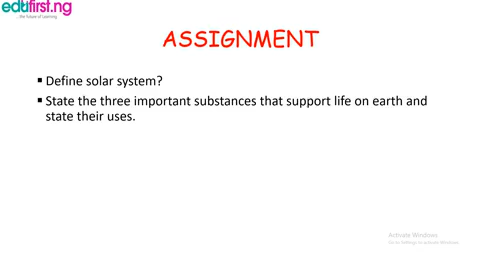 edufirst.ng
... the future of Learning
ASSIGNMENT
▪ Define solar system?
▪ State the three important substances that support life on earth and
state their uses.
Activate Windows
Go to Settings to activate Windows.